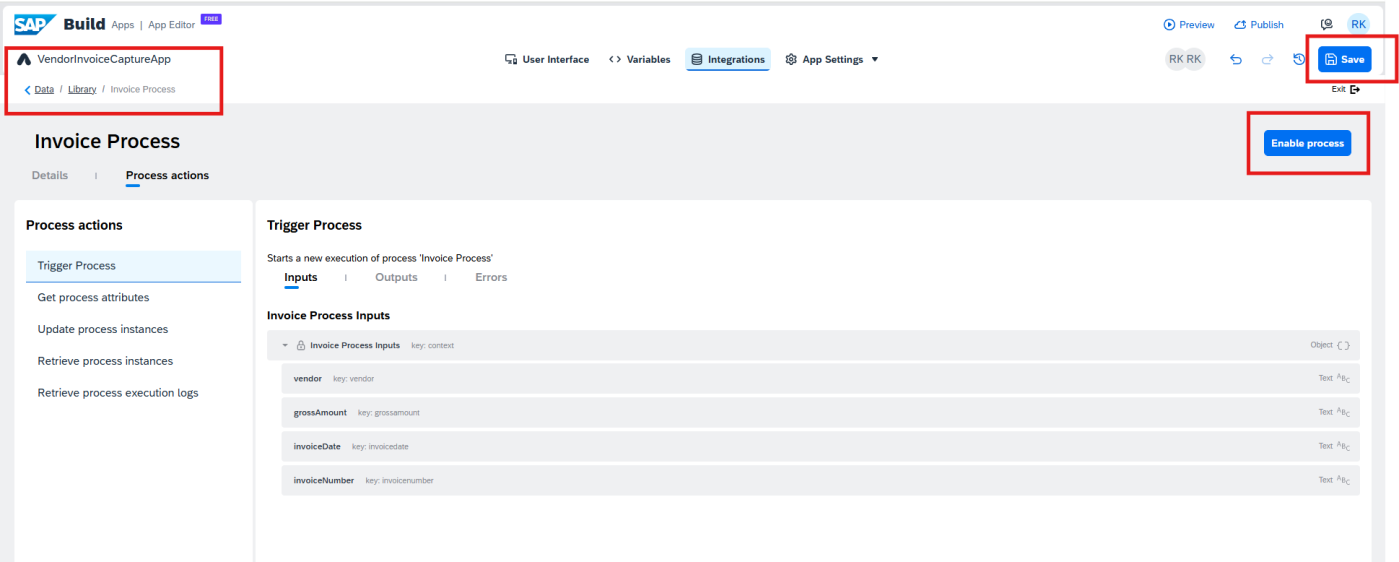 SAP Build Apps | App Editor FREE Preview Publish RK
VendorInvoiceCaptureApp User Interface <> Variables Integrations App Settings RK RK Save
Data / Library / Invoice Process Exit
Invoice Process Enable process
Details Process actions
Process actions
Trigger Process
Get process attributes
Update process instances
Retrieve process instances
Retrieve process execution logs
Trigger Process
Starts a new execution of process 'Invoice Process'
Inputs Outputs Errors
Invoice Process Inputs
Invoice Process Inputs key: context Object { }
vendor key: vendor Text ABC
grossAmount key: grossamount Text ABC
invoiceDate key: invoicedate Text ABC
invoiceNumber key: invoicenumber Text ABC